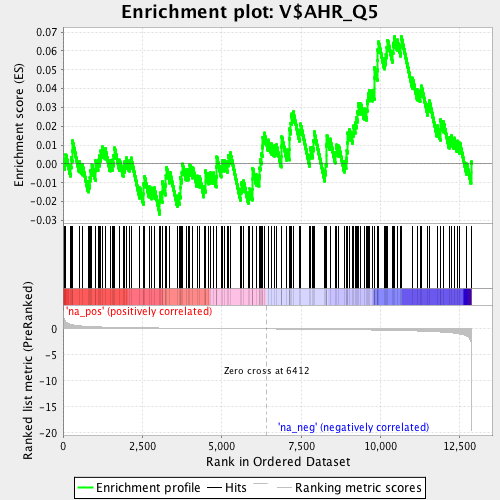 Enrichment plot: V$AHR_Q5
Enrichment score (ES)
0.07
0.06
0.05
0.04
0.03
0.02
0.01
0.00
-0.01
-0.02
-0.03
'na_pos' (positively correlated)
Ranked list metric (PreRanked)
0
-5
-10
-15
-20
Zero cross at 6412
'na_neg' (negatively correlated)
0
2,500
5,000
7,500
10,000
12,500
Rank in Ordered Dataset
Enrichment profile
Hits
Ranking metric scores